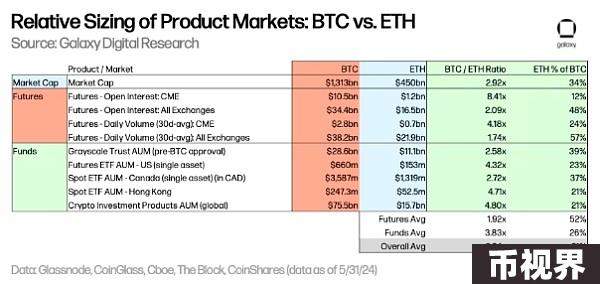 Relative Sizing of Product Markets: BTC vs. ETH
Source: Galaxy Digital Research
galaxy
Product / Market BTC ETH BTC / ETH Ratio ETH % of BTC
Market Cap Market Cap $1,313bn $450bn 2.92x 34%
Futures Futures - Open Interest: CME $10.5bn $1.2bn 8.41x 12%
Futures - Open Interest: All Exchanges $34.4bn $16.5bn 2.09x 48%
Futures - Daily Volume (30d-avg): CME $2.8bn $0.7bn 4.18x 24%
Futures - Daily Volume (30d-avg): All Exchanges $38.2bn $21.9bn 1.74x 57%
Funds Grayscale Trust AUM (pre-BTC approval) $28.6bn $11.1bn 2.58x 39%
Futures ETF AUM - US (single asset) $660m $153m 4.32x 23%
Spot ETF AUM - Canada (single asset) (in CAD) $3,587m $1,319m 2.72x 37%
Spot ETF AUM - Hong Kong $247.3m $52.5m 4.71x 21%
Crypto Investment Products AUM (global) $75.5bn $15.7bn 4.80x 21%
Futures Avg 1.92x 52%
Funds Avg 3.83x 26%
Overall Avg
Data: Glassnode, CoinGlass, Cboe, The Block, CoinShares (data as of 5/31/24)
币视界